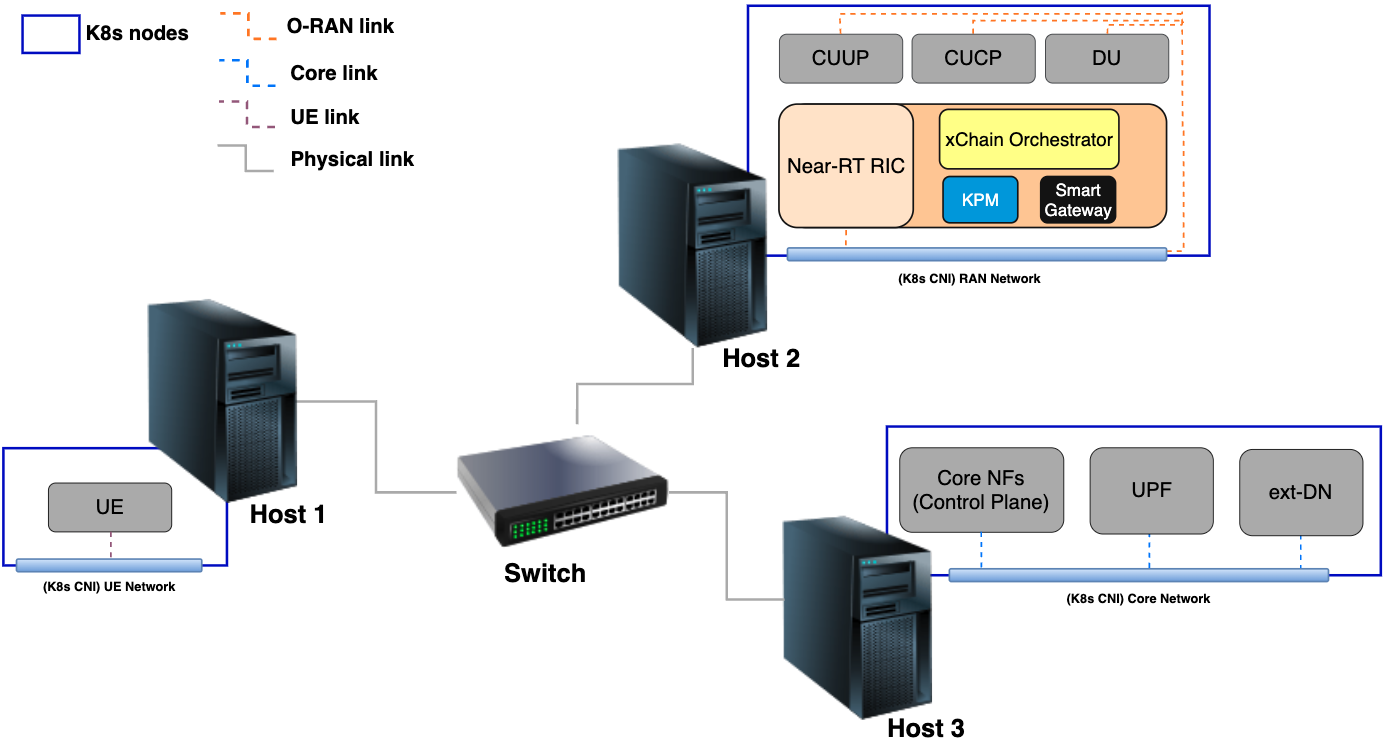 K8s nodes
O-RAN link
Core link
UE link
Physical link
CUUP
CUCP
DU
Near-RT RIC
xChain Orchestrator
KPM
Smart
Gateway
(K8s CNI) RAN Network
Host 2
Host 1
UE
(K8s CNI) UE Network
Switch
Core NFs
(Control Plane)
UPF
ext-DN
(K8s CNI) Core Network
Host 3